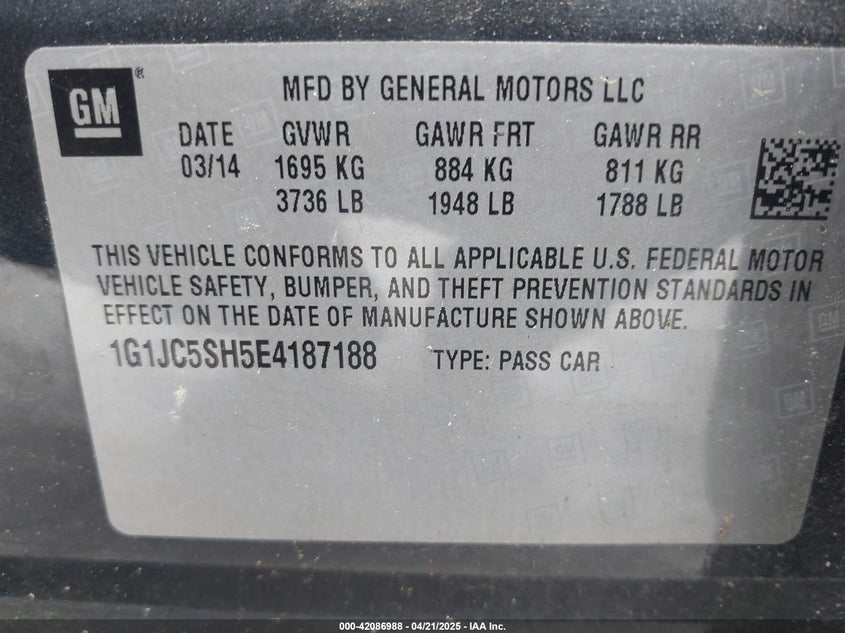 GM ®
MFD BY GENERAL MOTORS LLC
DATE GVWR GAWR FRT GAWR RR
03/14 1695 KG 884 KG 811 KG
3736 LB 1948 LB 1788 LB
THIS VEHICLE CONFORMS TO ALL APPLICABLE U.S. FEDERAL MOTOR
VEHICLE SAFETY, BUMPER, AND THEFT PREVENTION STANDARDS IN
EFFECT ON THE DATE OF MANUFACTURE SHOWN ABOVE.
1G1JC5SH5E4187188 TYPE: PASS CAR
000-42086988 - 04/21/2025 - IAA Inc.